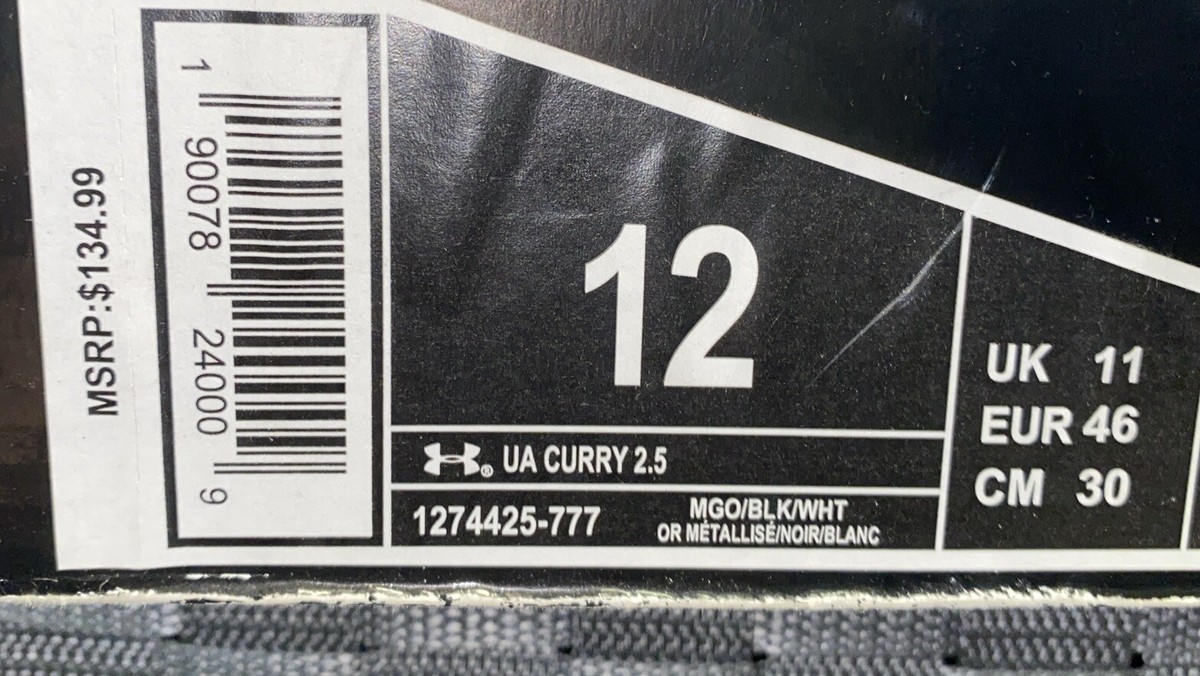 MSRP:$134.99
1 90078 24000 9
12
UA CURRY 2.5
1274425-777
MGO/BLK/WHT
OR MÉTALLISÉ/NOIR/BLANC
UK 11
EUR 46
CM 30